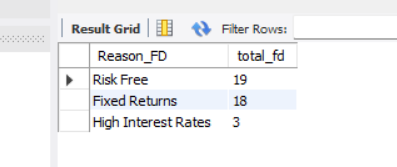 Result Grid Filter Rows:
Reason_FD total_fd
Risk Free 19
Fixed Returns 18
High Interest Rates 3